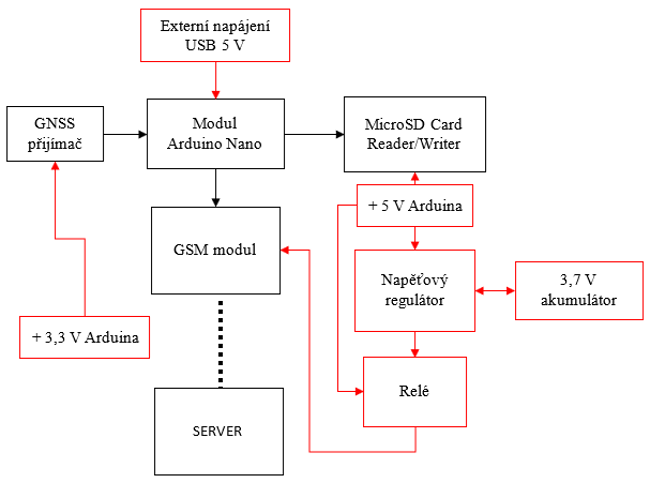 Externí napájení
USB 5 V
GNSS
přijímač
Modul
Arduino Nano
MicroSD Card
Reader/Writer
+ 5 V Arduina
GSM modul
Napěťový
regulátor
3,7 V
akumulátor
+ 3,3 V Arduina
Relé
SERVER